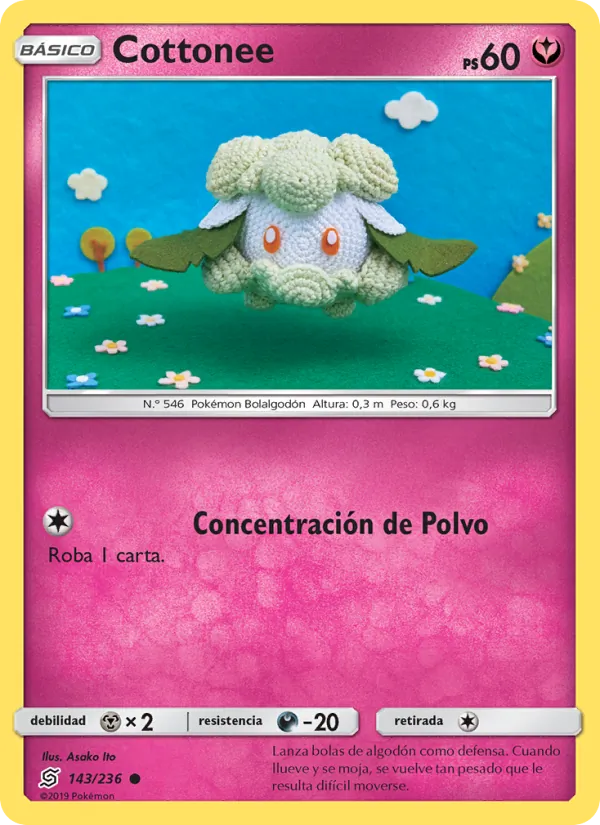 BÁSICO Cottonee PS60
©2019 Pokémon
N.º 546 Pokémon Bolalgodón Altura: 0,3 m Peso: 0,6 kg
Concentración de Polvo
Roba 1 carta.
debilidad ×2 resistencia -20 retirada
Ilus. Asako Ito
143/236
©2019 Pokémon
Lanza bolas de algodón como defensa. Cuando
llueve y se moja, se vuelve tan pesado que le
resulta difícil moverse.